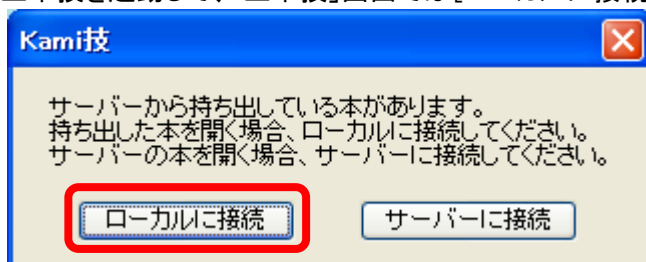 Kami技
サーバーから持ち出している本があります。
持ち出した本を開く場合、ローカルに接続してください。
サーバーの本を開く場合、サーバーに接続してください。
ローカルに接続
サーバーに接続